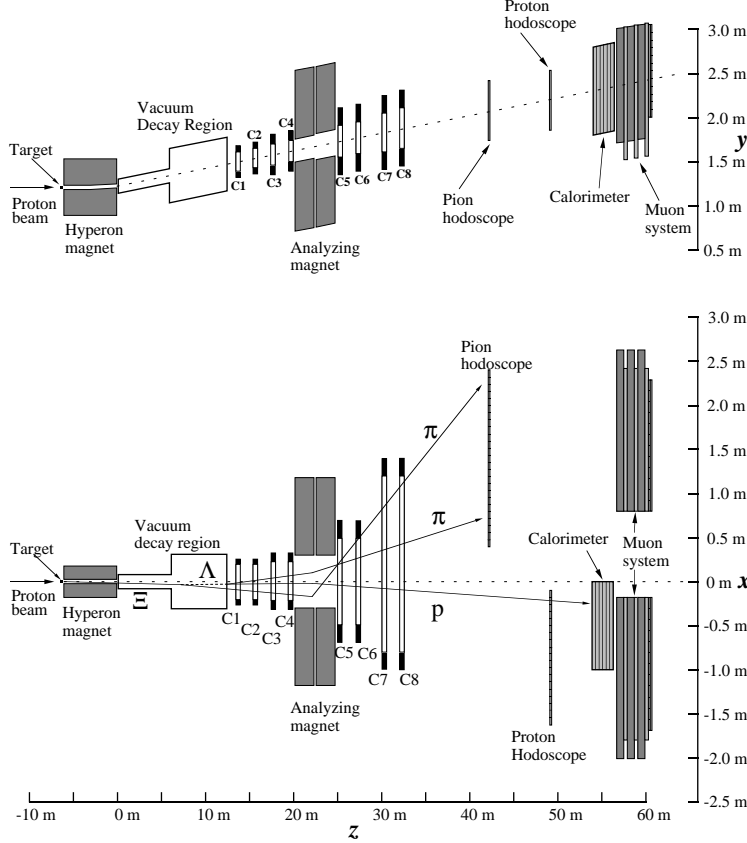 Proton
hodoscope
3.0 m
2.5 m
2.0 m
y
1.5 m
1.0 m
0.5 m
Vacuum
Decay Region
Target
Proton
beam
Hyperon
magnet
C1
C2
C3
C4
C5
C6
C7
C8
Analyzing
magnet
Pion
hodoscope
Calorimeter
Muon
system
3.0 m
2.5 m
2.0 m
1.5 m
1.0 m
0.5 m
0 m
x
-0.5 m
-1.0 m
-1.5 m
-2.0 m
-2.5 m
Pion
hodoscope
π
π
Vacuum
decay region
Target
Λ
Proton
beam
Ξ
Hyperon
magnet
C1
C2
C3
C4
C5
C6
C7
C8
p
Calorimeter
Muon
system
Analyzing
magnet
Proton
Hodoscope
-10 m
0 m
10 m
20 m
30 m
40 m
50 m
60 m
z